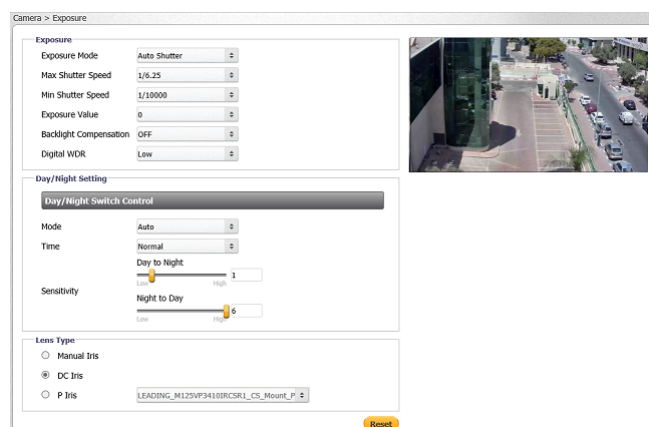 Camera > Exposure
Exposure
Exposure Mode Auto Shutter
Max Shutter Speed 1/6.25
Min Shutter Speed 1/10000
Exposure Value 0
Backlight Compensation OFF
Digital WDR Low
Day/Night Setting
Day/Night Switch Control
Mode Auto
Time Normal
Day to Night
1
Low High
Sensitivity
Night to Day
6
Low High
Lens Type
Manual Iris
DC Iris
P Iris LEADING_M125VP3410IRCSR1_CS_Mount_P
Reset